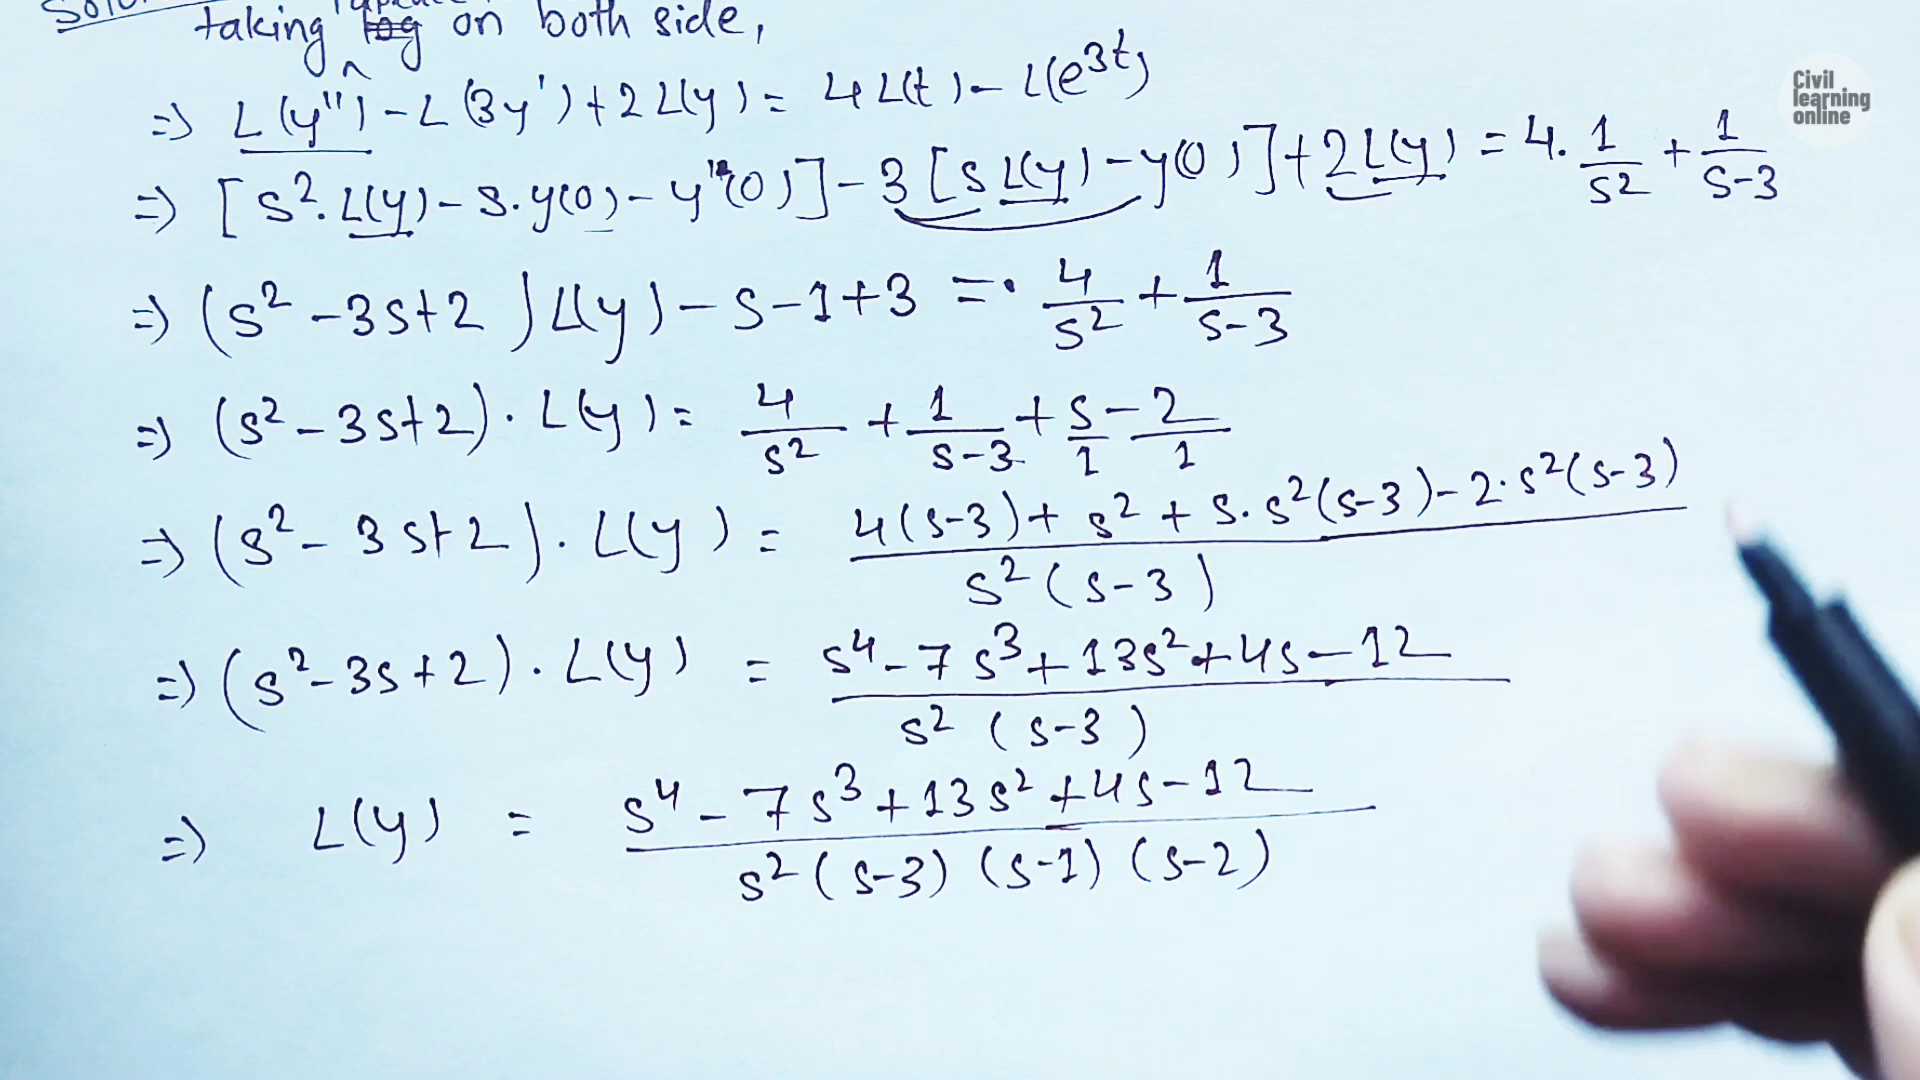 taking on both side,
⇒ L(y'') - L(3y') + 2L(y) = 4L(t) - L(e^3t)
⇒ [s². L(y) - s.y(0) - y'(0)] - 3[s L(y) - y(0)] + 2L(y) = 4. 1/s² + 1/s-3
⇒ (s² - 3s+2) L(y) - s - 1 + 3 = 4/s² + 1/s-3
⇒ (s² - 3s+2) . L(y) = 4/s² + 1/s-3 + s/1 - 2/1
⇒ (s² - 3s+2) . L(y) = 4(s-3) + s² + s.s²(s-3) - 2.s²(s-3) / s²(s-3)
⇒ (s² - 3s+2) . L(y) = s⁴ - 7s³ + 13s² + 4s - 12 / s² (s-3)
⇒ L(y) = s⁴ - 7s³ + 13s² + 4s - 12 / s² (s-3) (s-1) (s-2)
Civil
learning
online